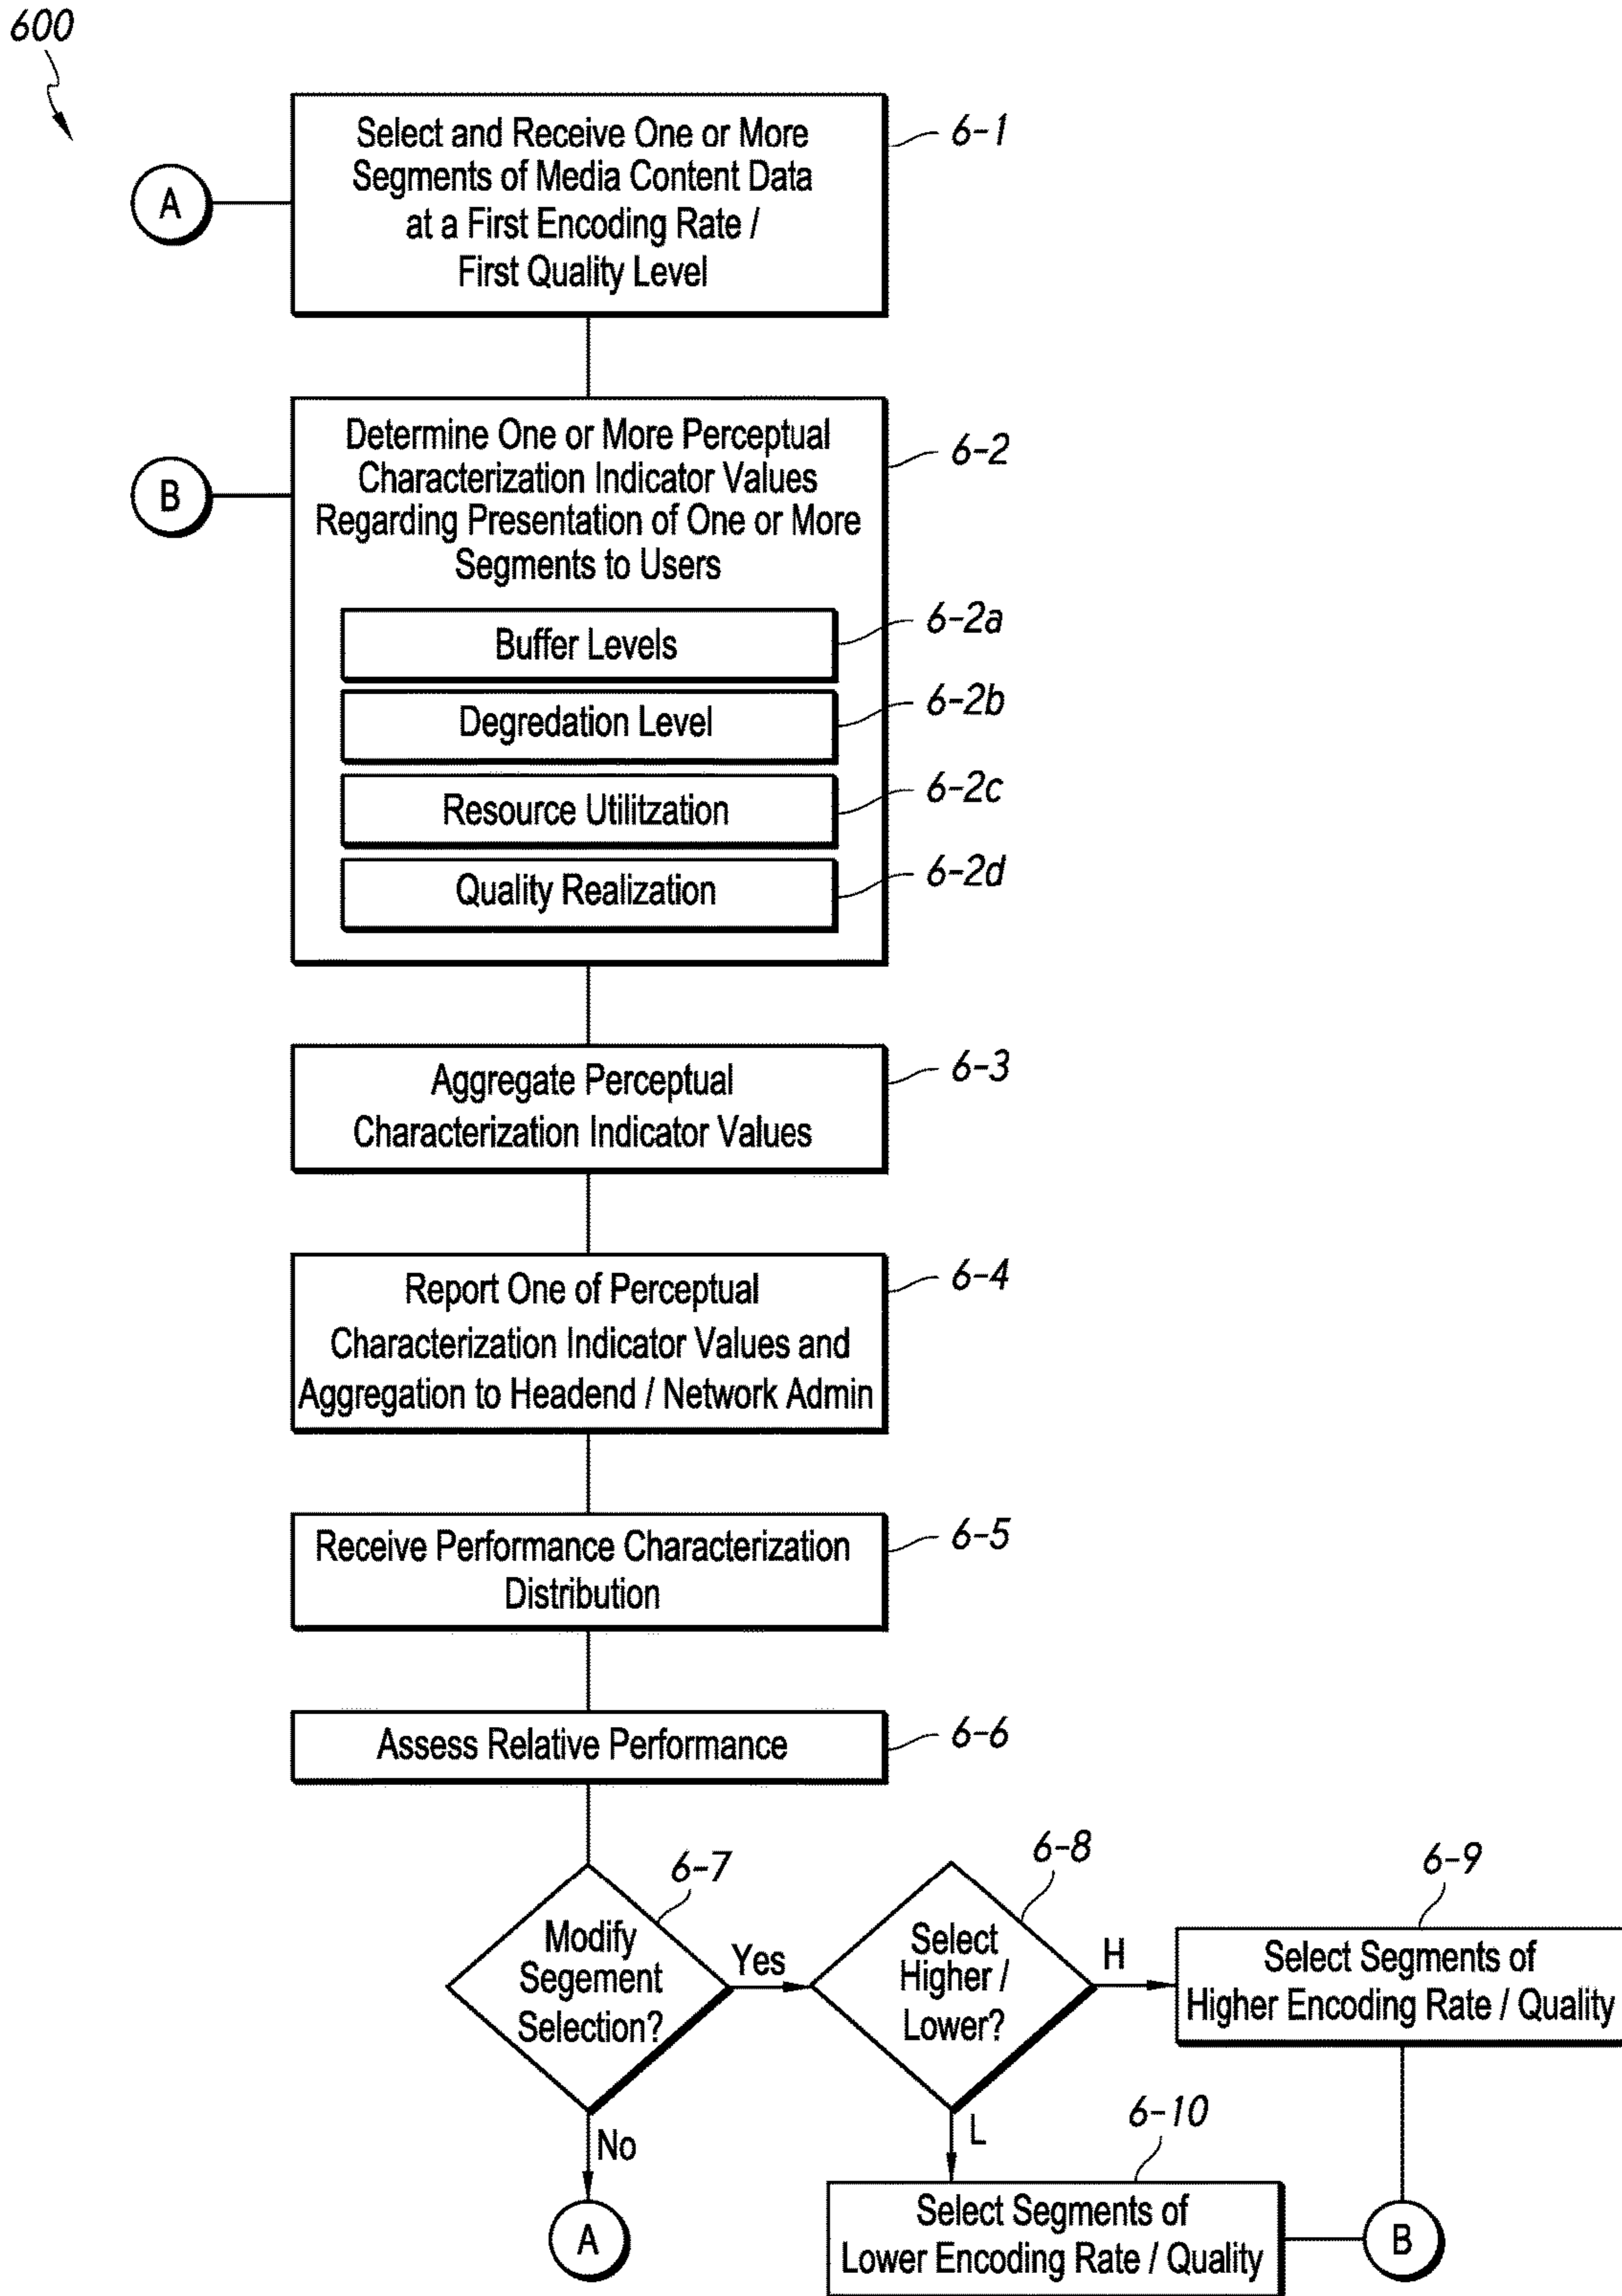 600
A
Select and Receive One or More
Segments of Media Content Data
at a First Encoding Rate /
First Quality Level
6-1
B
Determine One or More Perceptual
Characterization Indicator Values
Regarding Presentation of One or More
Segments to Users
6-2
Buffer Levels
6-2a
Degredation Level
6-2b
Resource Utilitzation
6-2c
Quality Realization
6-2d
Aggregate Perceptual
Characterization Indicator Values
6-3
Report One of Perceptual
Characterization Indicator Values and
Aggregation to Headend / Network Admin
6-4
Receive Performance Characterization
Distribution
6-5
Assess Relative Performance
6-6
Modify
Segement
Selection?
6-7
Yes
No
A
Select
Higher /
Lower?
6-8
H
L
Select Segments of
Higher Encoding Rate / Quality
6-9
Select Segments of
Lower Encoding Rate / Quality
6-10
B